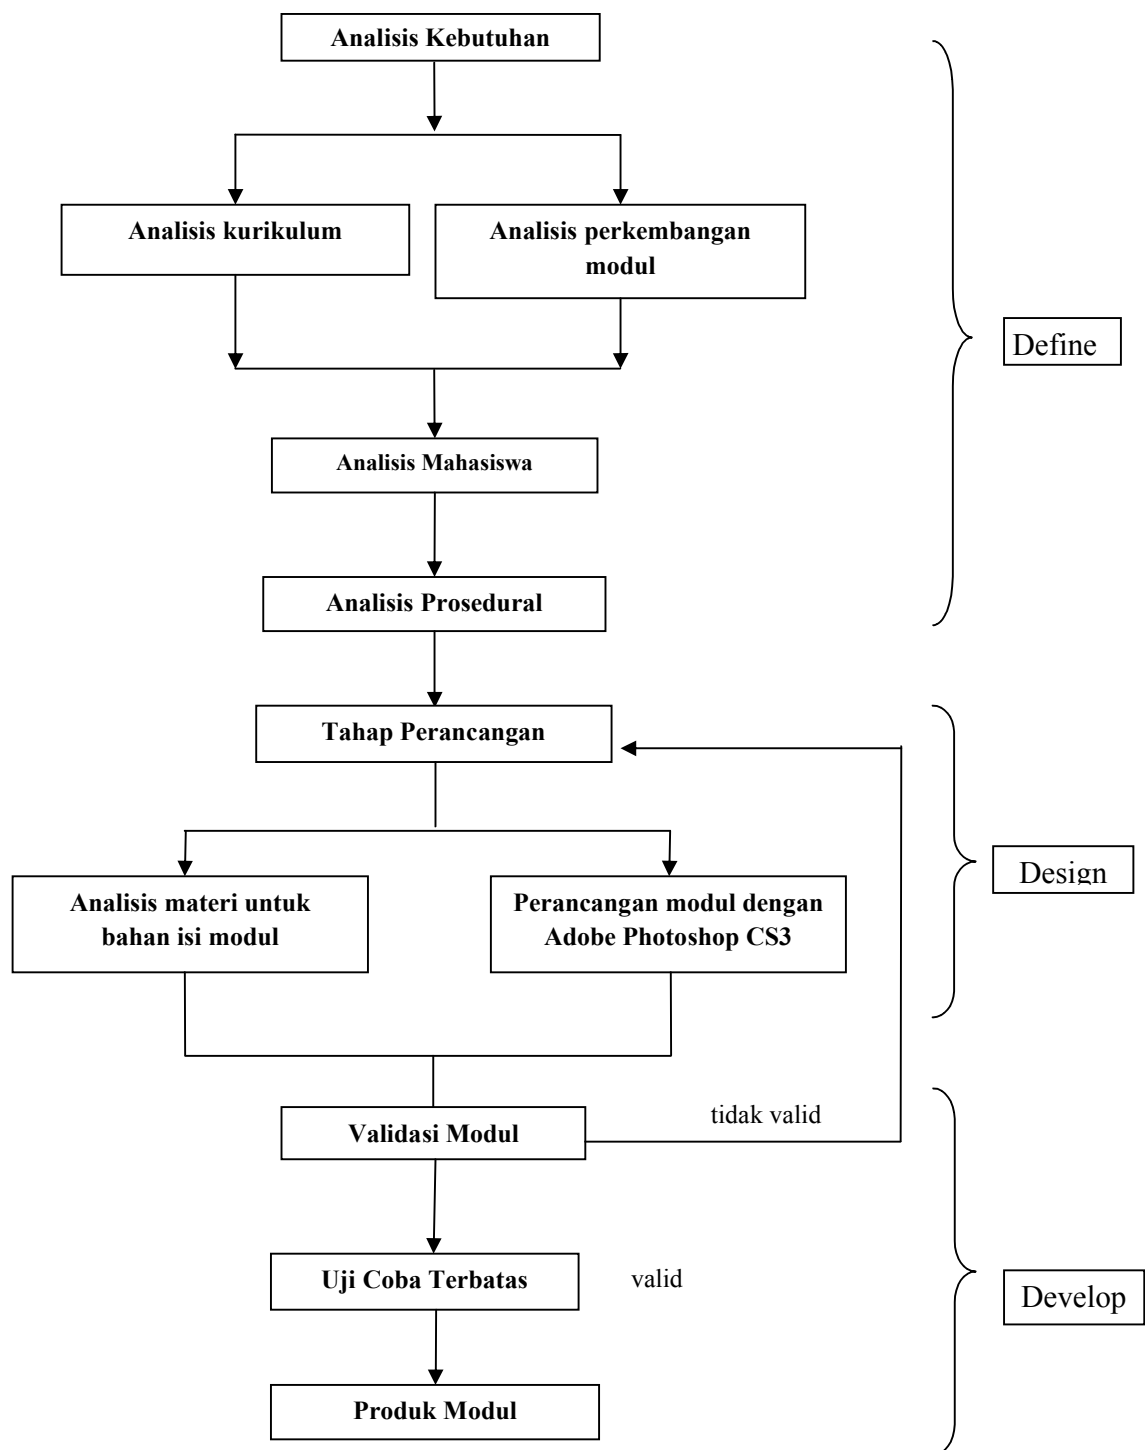 Analisis Kebutuhan
Analisis kurikulum
Analisis perkembangan
modul
Define
Analisis Mahasiswa
Analisis Prosedural
Tahap Perancangan
Design
Analisis materi untuk
bahan isi modul
Perancangan modul dengan
Adobe Photoshop CS3
tidak valid
Validasi Modul
Uji Coba Terbatas
valid
Develop
Produk Modul